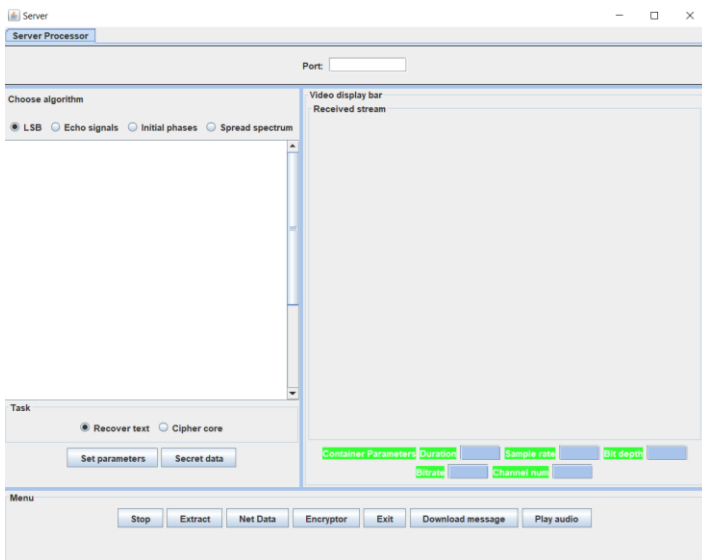 Server
Server Processor
Port:
Choose algorithm
LSB Echo signals Initial phases Spread spectrum
Video display bar
Received stream
Task
Recover text Cipher core
Set parameters Secret data
Container Parameters Duration Sample rate Bit depth
Bitrate Channel num
Menu
Stop Extract Net Data Encryptor Exit Download message Play audio